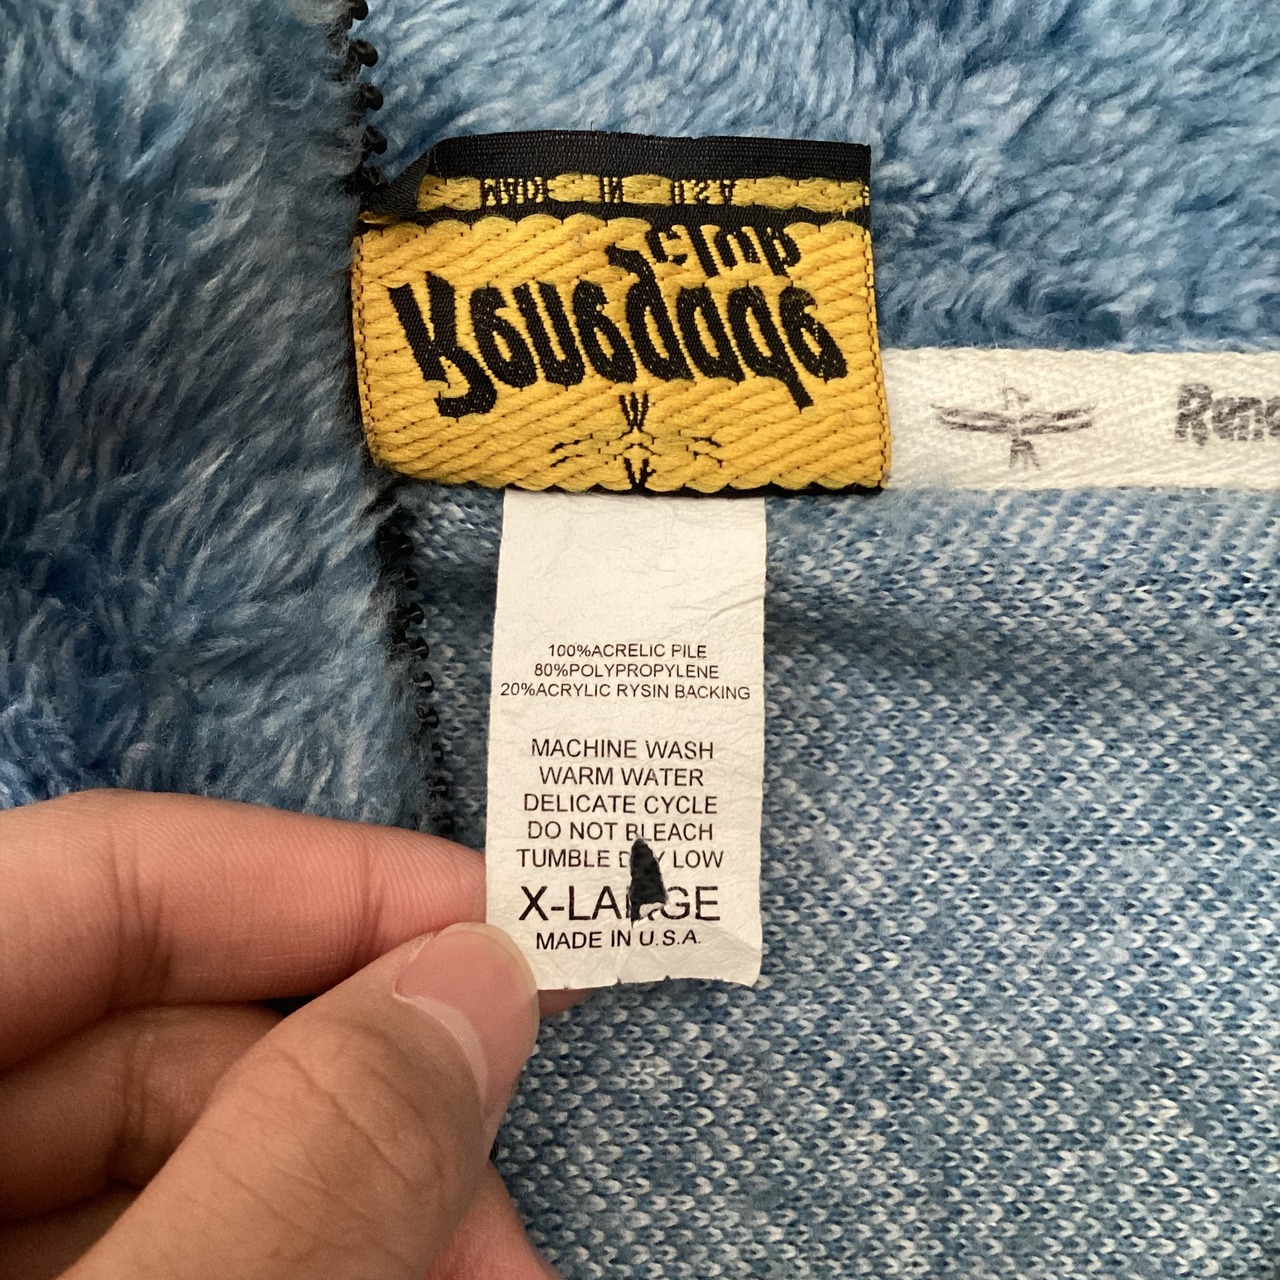 MADE IN U.S.A
Club
Renegade
100%ACRELIC PILE
80%POLYPROPYLENE
20%ACRYLIC RYSIN BACKING
MACHINE WASH
WARM WATER
DELICATE CYCLE
DO NOT BLEACH
TUMBLE DRY LOW
X-LARGE
MADE IN U.S.A.